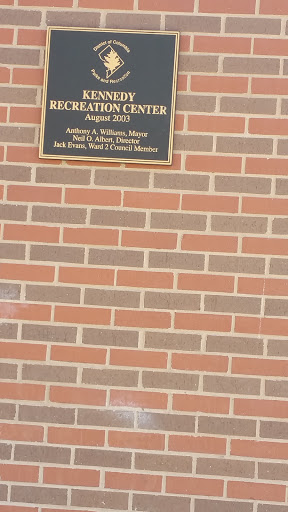 District of Columbia
Parks and Recreation
KENNEDY
RECREATION CENTER
August 2003
Anthony A. Williams, Mayor
Neil O. Albert, Director
Jack Evans, Ward 2 Council Member